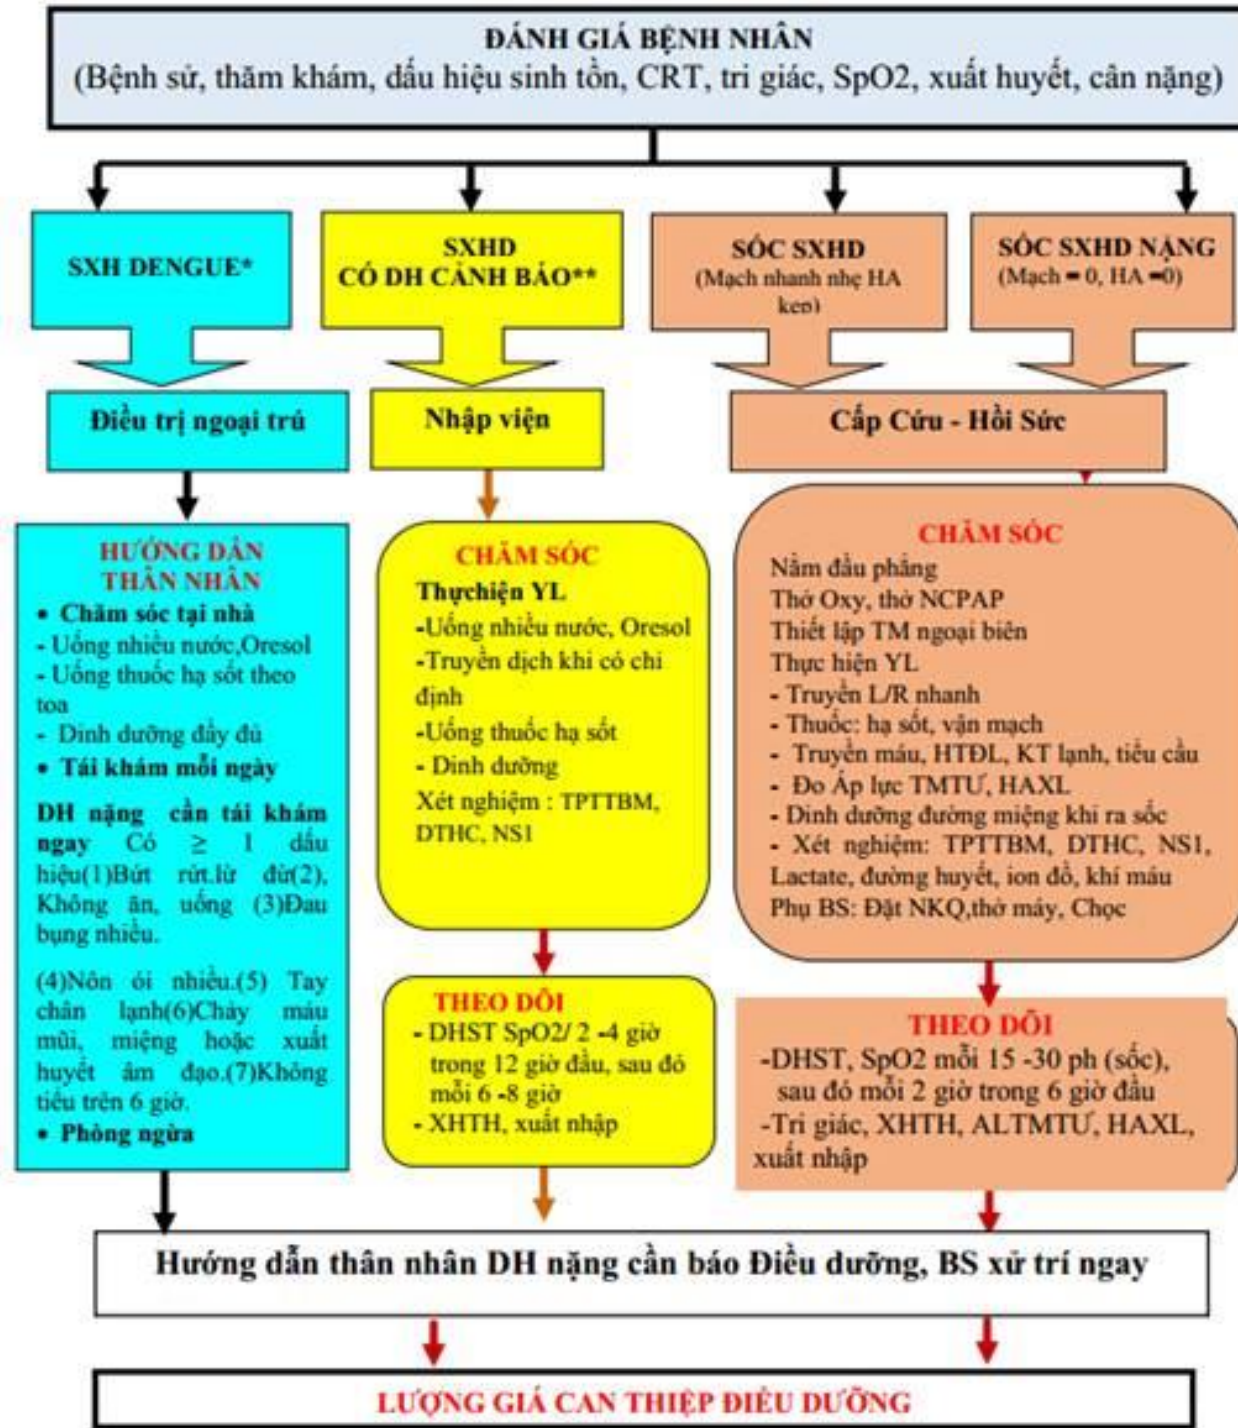 ĐÁNH GIÁ BỆNH NHÂN
(Bệnh sử, thăm khám, dấu hiệu sinh tồn, CRT, tri giác, SpO2, xuất huyết, cân nặng)
SXH DENGUE*
SXHD
CÓ DH CẢNH BÁO**
SỐC SXHD
(Mạch nhanh nhẹ HA
kẹp)
SỐC SXHD NẶNG
(Mạch = 0, HA =0)
Điều trị ngoại trú
Nhập viện
Cấp Cứu - Hồi Sức
HƯỚNG DẪN
THÂN NHÂN
• Chăm sóc tại nhà
- Uống nhiều nước,Oresol
- Uống thuốc hạ sốt theo
toa
- Dinh dưỡng đầy đủ
• Tái khám mỗi ngày
DH nặng cần tái khám
ngay Có ≥ 1 dấu
hiệu(1)Bứt rứt.lừ đừ(2),
Không ăn, uống (3)Đau
bụng nhiều.
(4)Nôn ói nhiều.(5) Tay
chân lạnh(6)Chảy máu
mũi, miệng hoặc xuất
huyết âm đạo.(7)Không
tiểu trên 6 giờ.
• Phòng ngừa
CHĂM SÓC
Thựchiện YL
-Uống nhiều nước, Oresol
-Truyền dịch khi có chỉ
định
-Uống thuốc hạ sốt
- Dinh dưỡng
Xét nghiệm : TPTTBM,
DTHC, NS1
CHĂM SÓC
Nằm đầu phẳng
Thở Oxy, thở NCPAP
Thiết lập TM ngoại biên
Thực hiện YL
- Truyền L/R nhanh
- Thuốc: hạ sốt, vận mạch
- Truyền máu, HTĐL, KT lạnh, tiểu cầu
- Đo Áp lực TMTƯ, HAXL
- Dinh dưỡng đường miệng khi ra sốc
- Xét nghiệm: TPTTBM, DTHC, NS1,
Lactate, đường huyết, ion đồ, khí máu
Phụ BS: Đặt NKQ,thở máy, Chọc
THEO DÕI
- DHST SpO2/ 2 -4 giờ
trong 12 giờ đầu, sau đó
mỗi 6 -8 giờ
- XHTH, xuất nhập
THEO DÕI
-DHST, SpO2 mỗi 15 -30 ph (sốc),
sau đó mỗi 2 giờ trong 6 giờ đầu
-Tri giác, XHTH, ALTMTƯ, HAXL,
xuất nhập
Hướng dẫn thân nhân DH nặng cần báo Điều dưỡng, BS xử trí ngay
LƯỢNG GIÁ CAN THIỆP ĐIỀU DƯỠNG